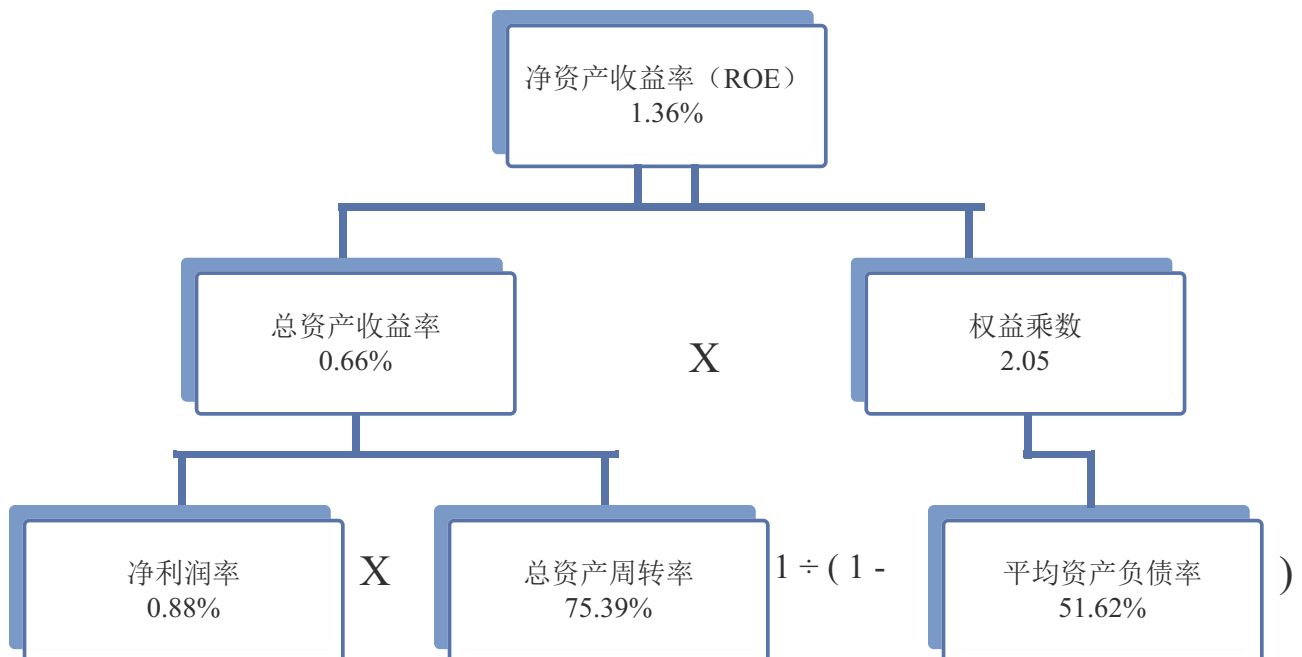 净资产收益率（ROE）
1.36%
总资产收益率
0.66%
X
权益乘数
2.05
净利润率
0.88%
X
总资产周转率
75.39%
1 ÷ ( 1 -
平均资产负债率
51.62%
)